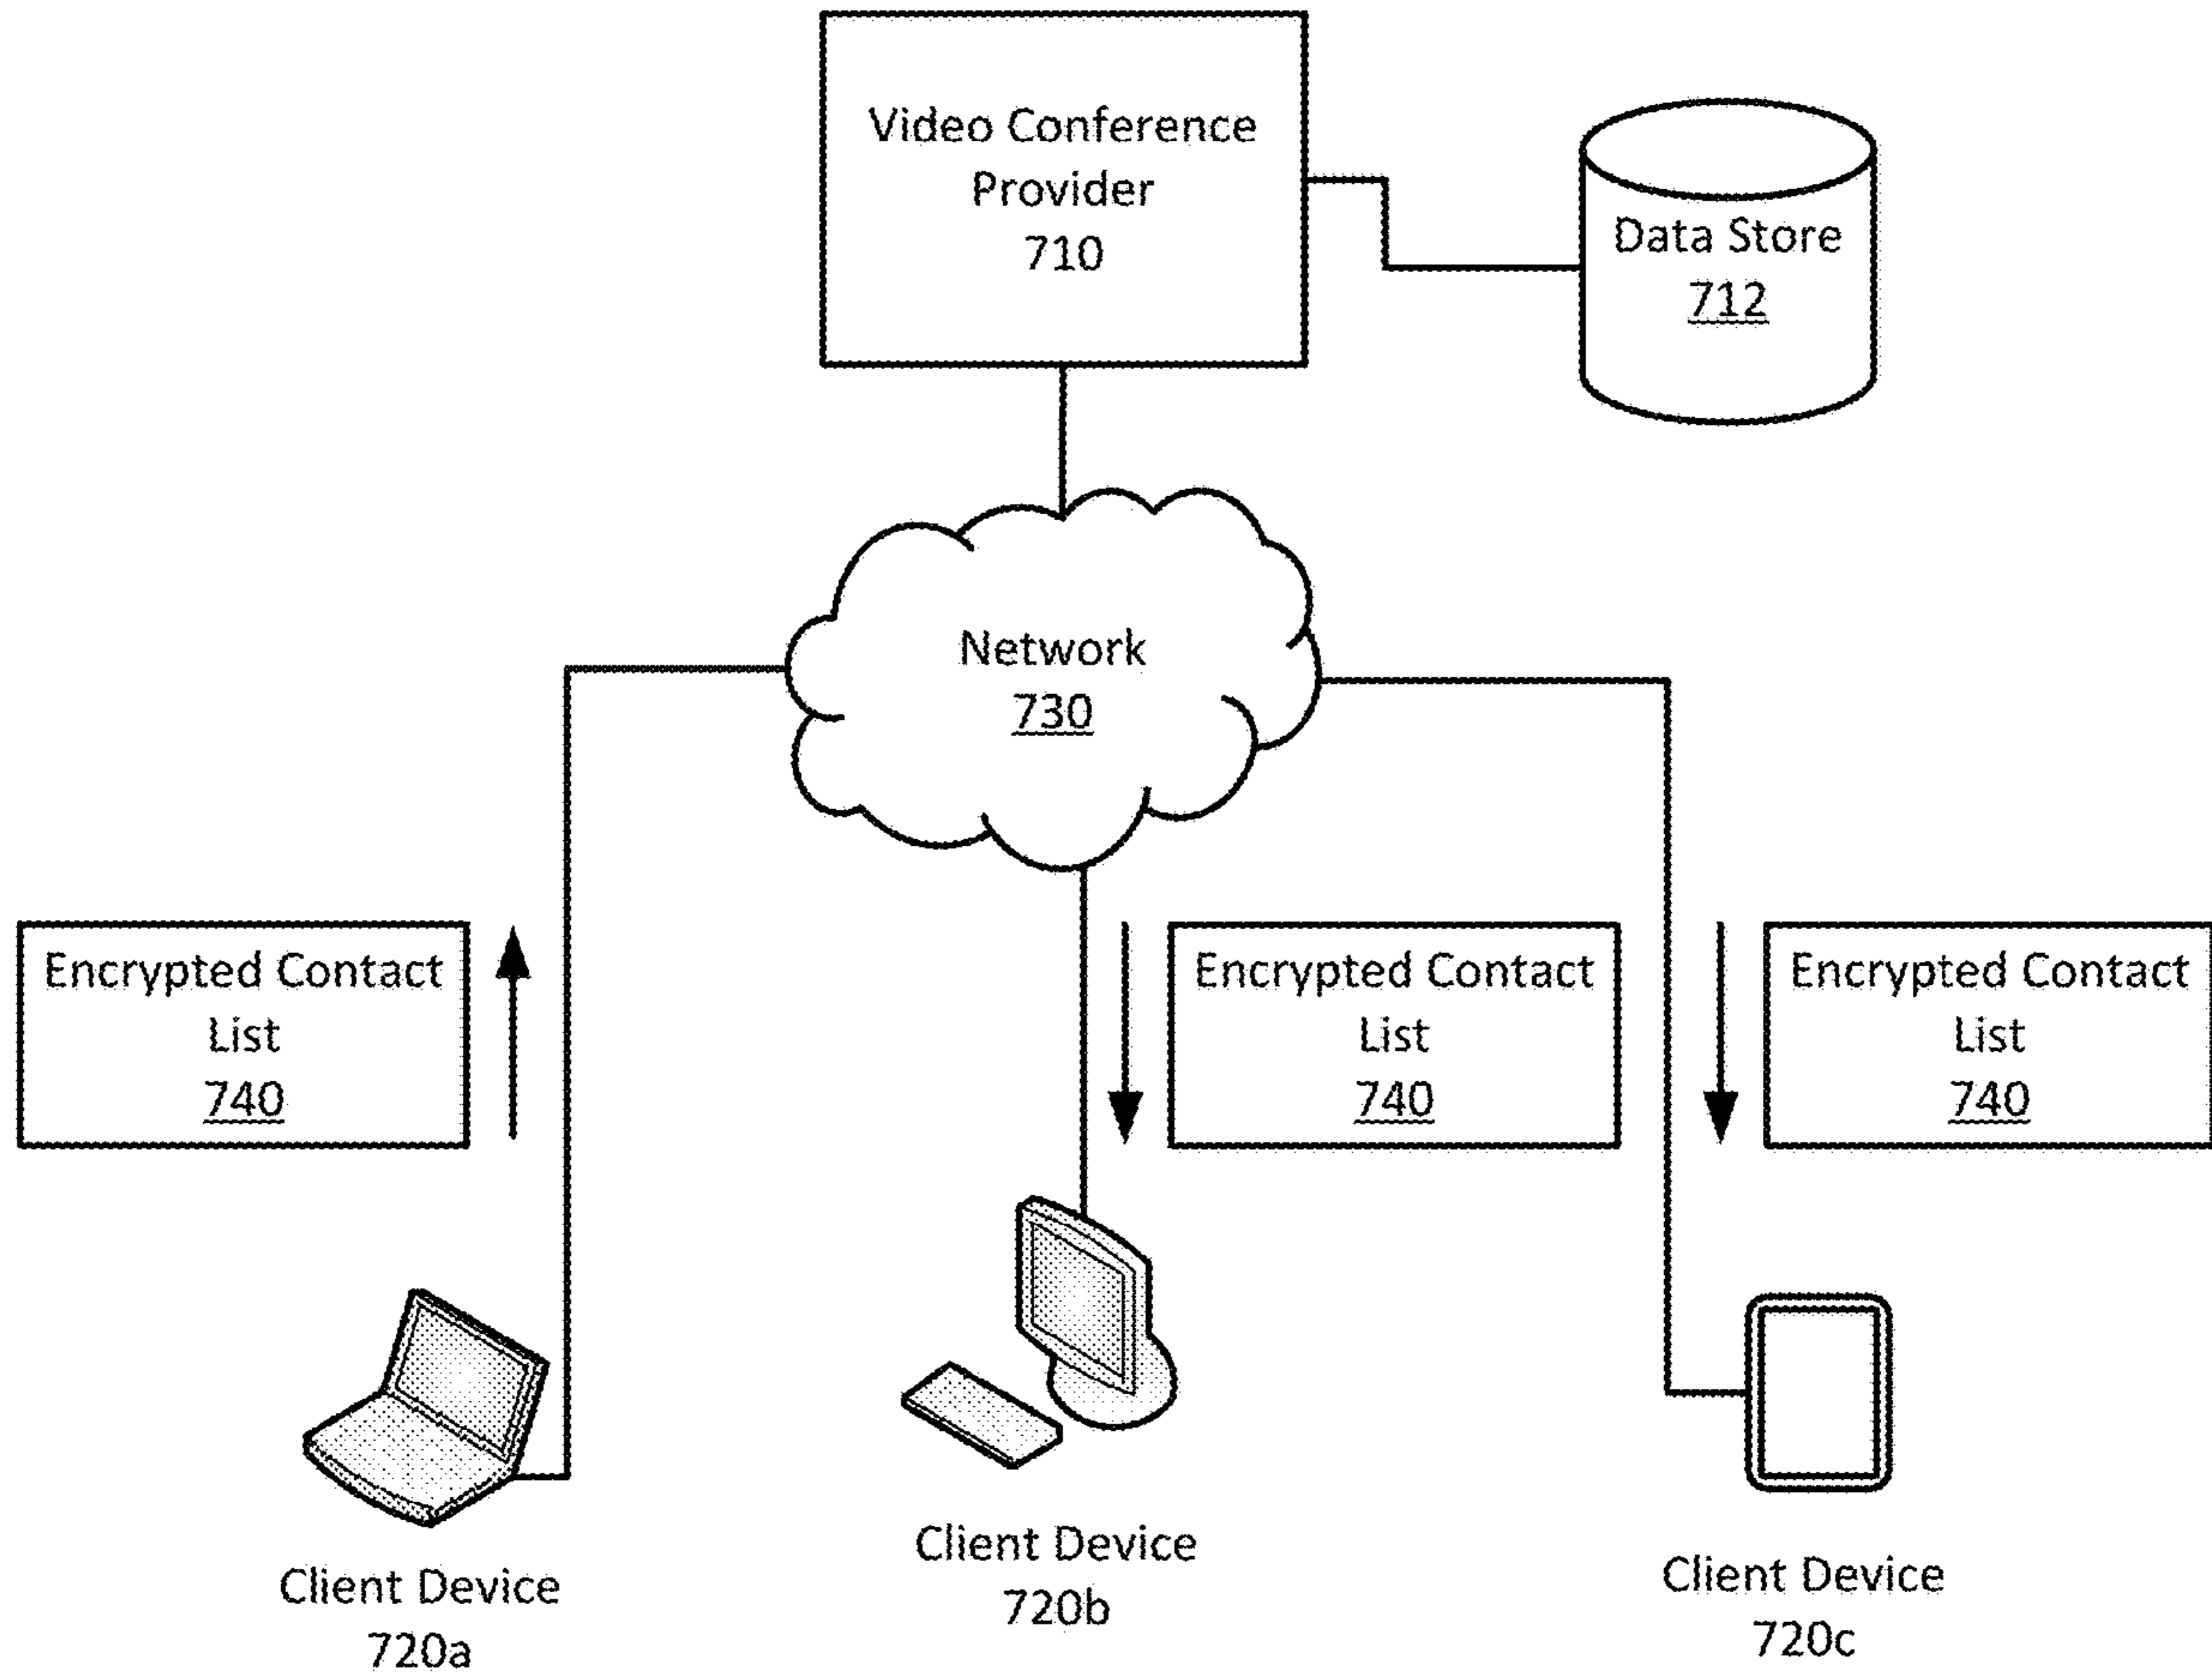 Video Conference
Provider
710
Data Store
712
Network
730
Encrypted Contact
List
740
Encrypted Contact
List
740
Encrypted Contact
List
740
Client Device
720a
Client Device
720b
Client Device
720c